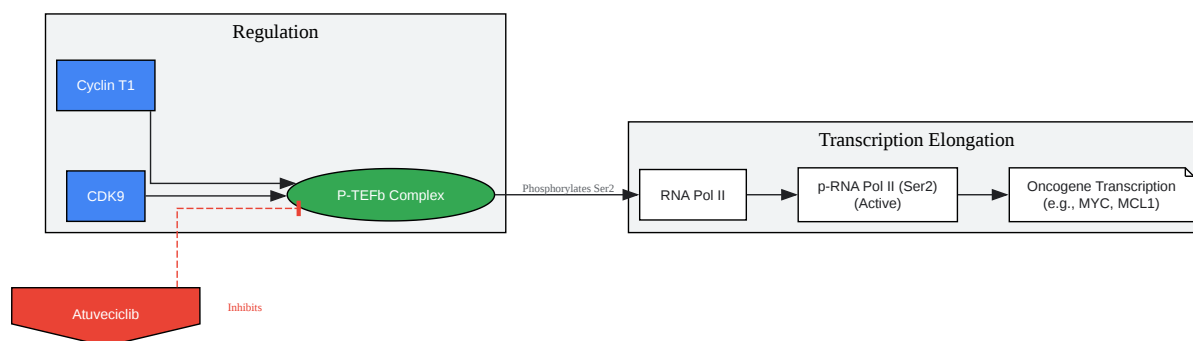 Regulation
Cyclin T1
CDK9
P-TEFb Complex
Atuveciclib
Inhibits
Phosphorylates Ser2
Transcription Elongation
RNA Pol II
p-RNA Pol II (Ser2)
(Active)
Oncogene Transcription
(e.g., MYC, MCL1)